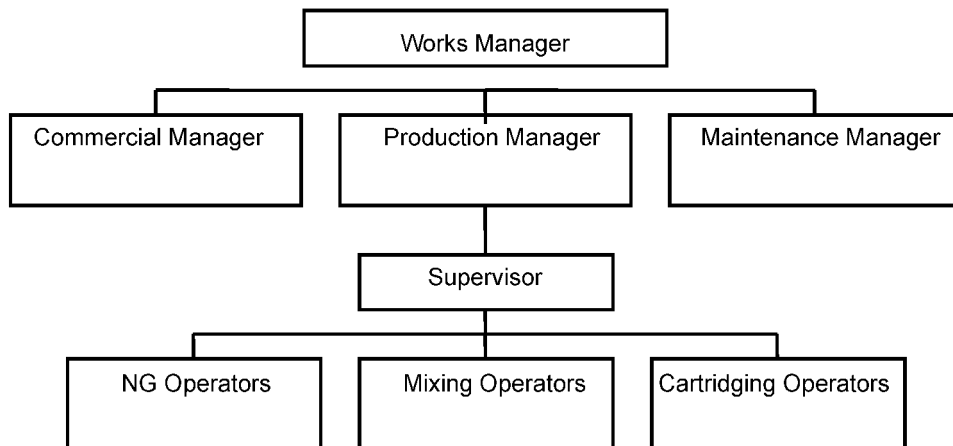 Works Manager
Commercial Manager
Production Manager
Maintenance Manager
Supervisor
NG Operators
Mixing Operators
Cartridging Operators